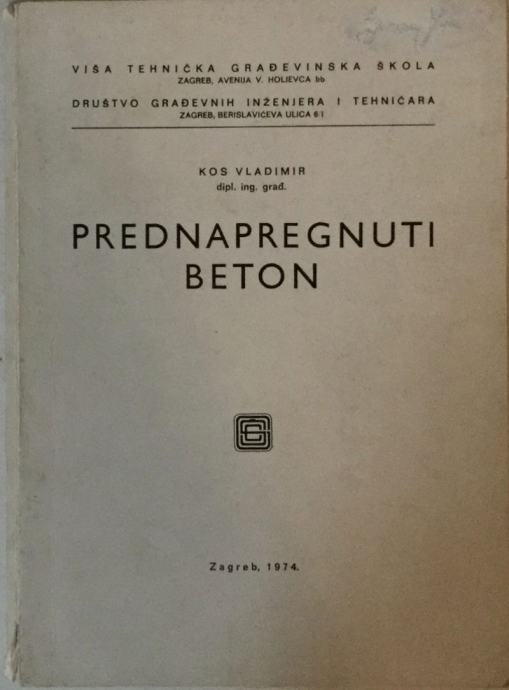 VIŠA TEHNIČKA GRAĐEVINSKA ŠKOLA
ZAGREB, AVENIJA V. HOLJEVCA bb
DRUŠTVO GRAĐEVNIH INŽENJERA I TEHNIČARA
ZAGREB, BERISLAVIĆEVA ULICA 6/I
KOS VLADIMIR
dipl. ing. građ.
PREDNAPREGNUTI
BETON
Zagreb, 1974.